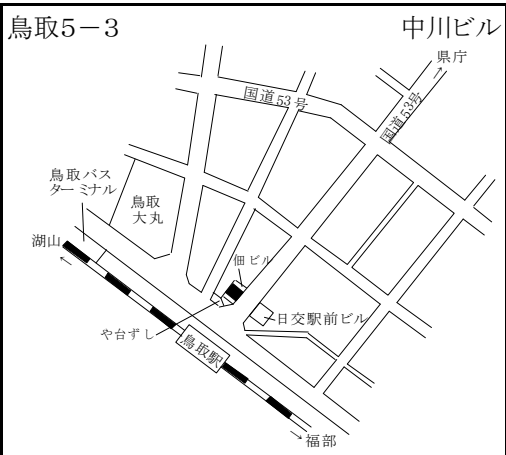 鳥取5－3
中川ビル
県庁
国道53号
国道53号
鳥取バス
ターミナル
鳥取
大丸
湖山
佃ビル
日交駅前ビル
や台ずし
鳥取駅
福部